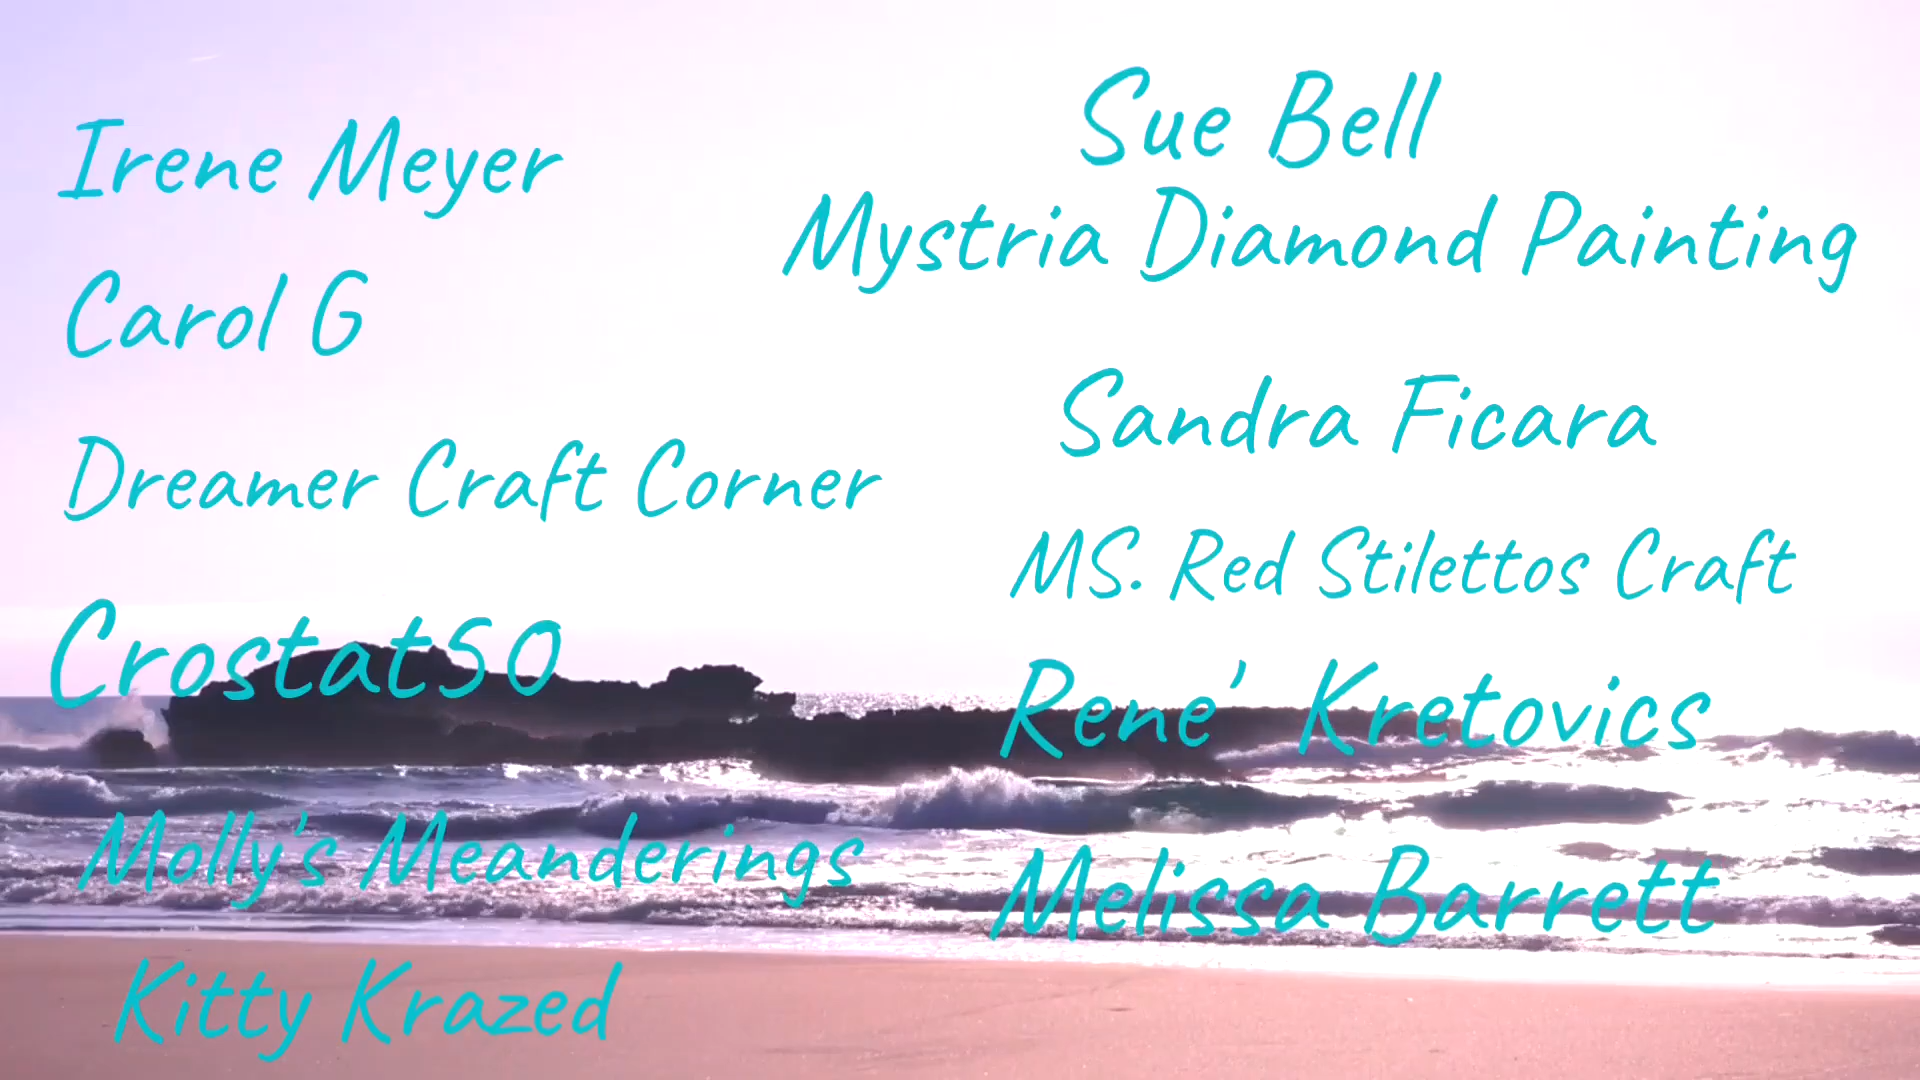 Irene Meyer
Carol G
Dreamer Craft Corner
Crostat50
Molly's Meanderings
Kitty Krazed
Sue Bell
Mystria Diamond Painting
Sandra Ficara
MS. Red Stilettos Craft
Rene' Kretovics
Melissa Barrett